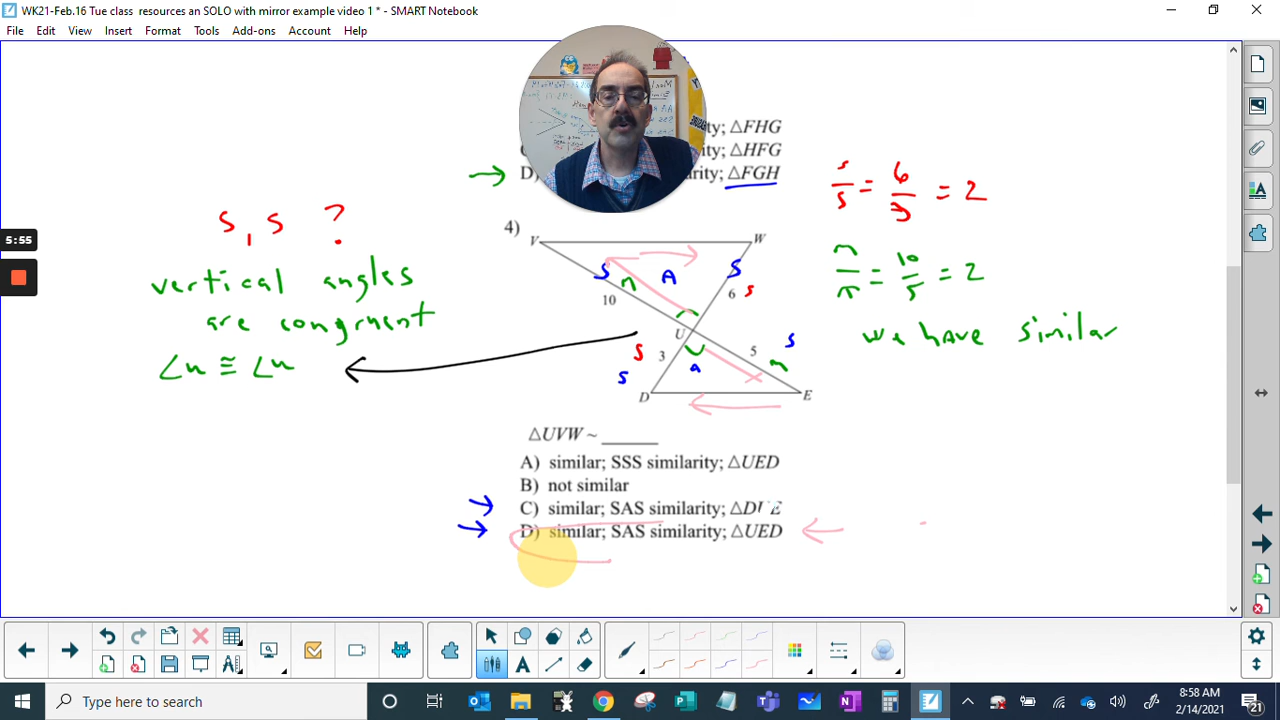 WK21-Feb.16 Tue class resources an SOLO with mirror example video 1 * - SMART Notebook
File Edit View Insert Format Tools Add-ons Account Help
ty; △FHG
ity; △HFG
D) rity; △FGH
s/s = 6/3 = 2
s, s ?
5:55
4)
V W
S A S
n 6 s
10
n/n = 10/5 = 2
vertical angles
are congruent
U
we have similar
∠u ≅ ∠u
s 3 5 s
s A n
D E
△UVW ~ ______
A) similar; SSS similarity; △UED
B) not similar
C) similar; SAS similarity; △DUE
D) similar; SAS similarity; △UED
Type here to search
8:58 AM
2/14/2021
21